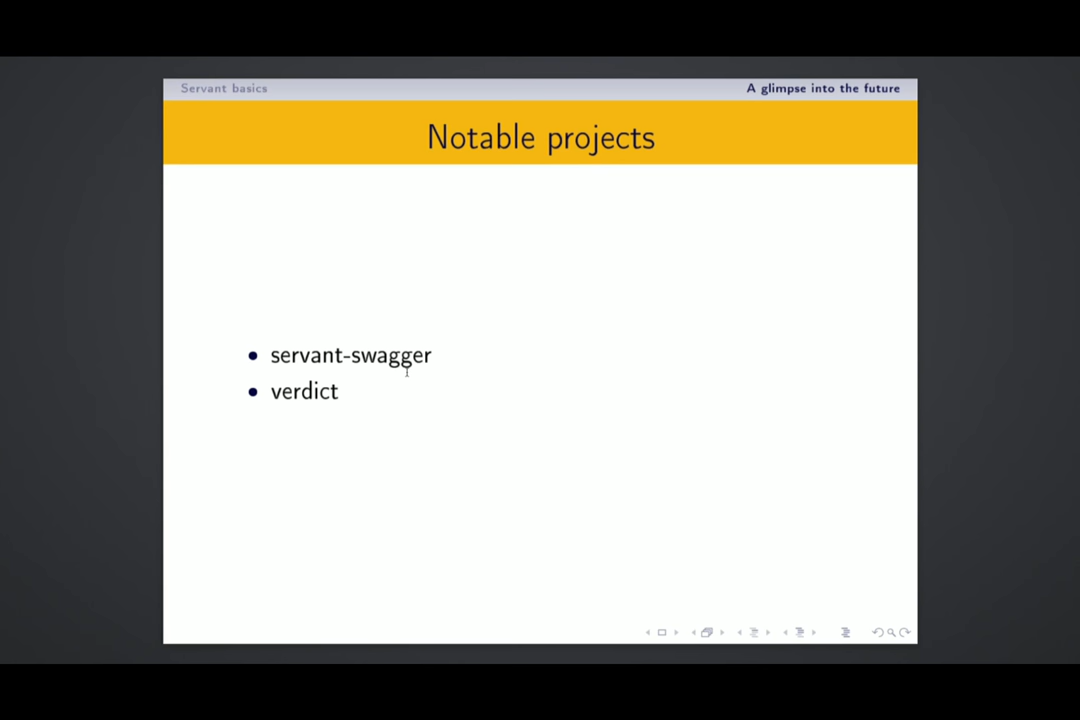 Servant basics
A glimpse into the future
Notable projects
• servant-swagger
• verdict